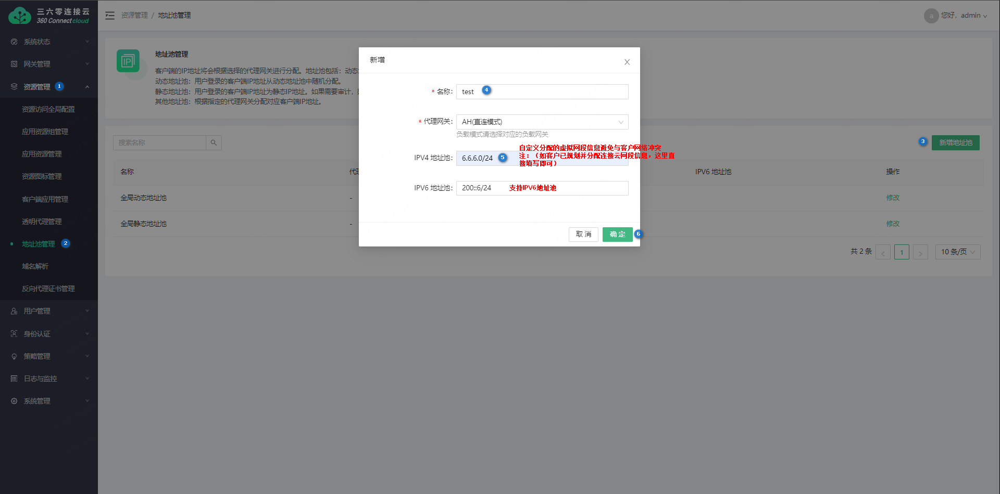 三六零连接云
360 Connect cloud
资源管理 / 地址池管理
a 您好，admin
系统状态
网关管理
资源管理 1
资源访问全局配置
应用资源组管理
应用资源管理
资源图标管理
客户端应用管理
透明代理管理
地址池管理 2
域名解析
反向代理证书管理
用户管理
身份认证
策略管理
日志与监控
系统管理
IP
地址池管理
客户端的IP地址将会根据选择的代理网关进行分配。地址池包括：动态
动态地址池：用户登录的客户端IP地址从动态地址池中随机分配。
静态地址池：用户登录的客户端IP地址为静态IP地址。如果需要审计，
其他地址池：根据指定的代理网关分配对应客户端IP地址。
搜索名称
3 新增地址池
名称 代 IPV6 地址池 操作
全局动态地址池 - 修改
全局静态地址池 - 修改
共 2 条 < 1 > 10 条/页
新增
* 名称： test 4
* 代理网关： AH(直连模式)
负载模式请选择对应的负载网关
自定义分配的虚拟网段信息避免与客户网络冲突
注：（如客户已规划并分配连接云网段信息，这里直
接填写即可）
IPV4 地址池： 6.6.6.0/24 5
IPV6 地址池： 200::6/24 支持IPV6地址池
取 消 确 定 6